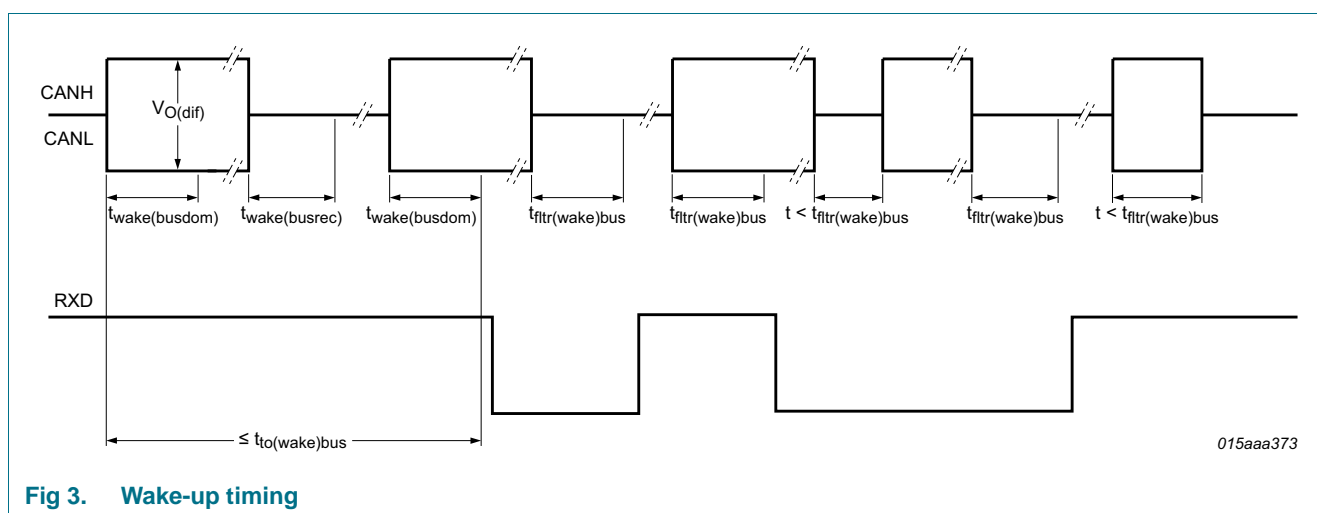 CANH
V_O(dif)
CANL
t_wake(busdom)
t_wake(busrec)
t_wake(busdom)
t_fltr(wake)bus
t_fltr(wake)bus
t < t_fltr(wake)bus
t_fltr(wake)bus
t < t_fltr(wake)bus
RXD
≤ t_to(wake)bus
015aaa373
Fig 3. Wake-up timing